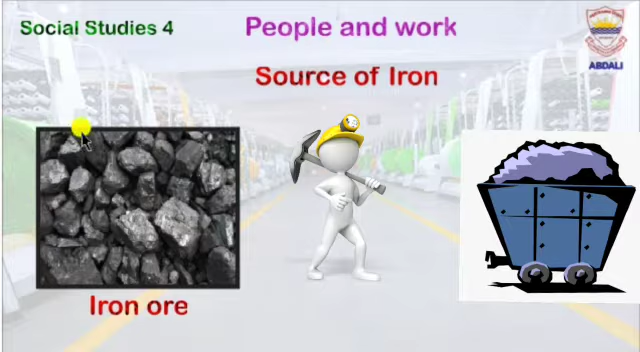 Social Studies 4
People and work
Source of Iron
ABDALI
Iron ore